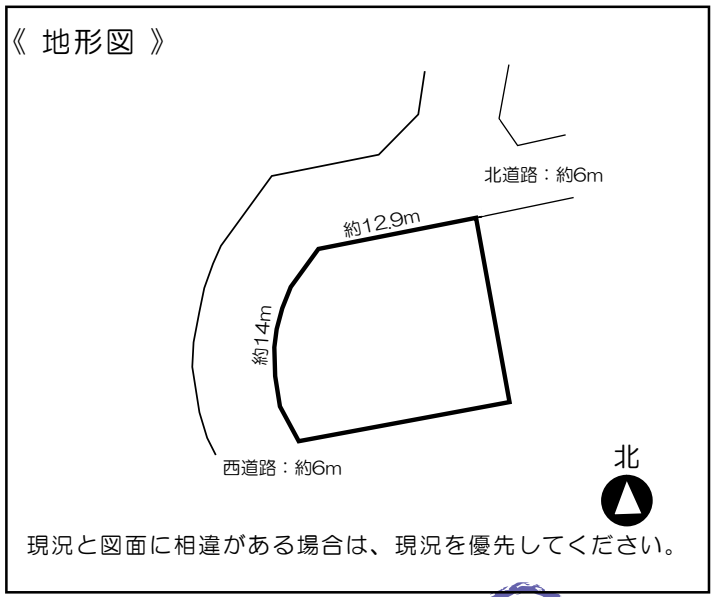 《 地形図 》
北道路：約6m
約12.9m
約14m
西道路：約6m
北
現況と図面に相違がある場合は、現況を優先してください。